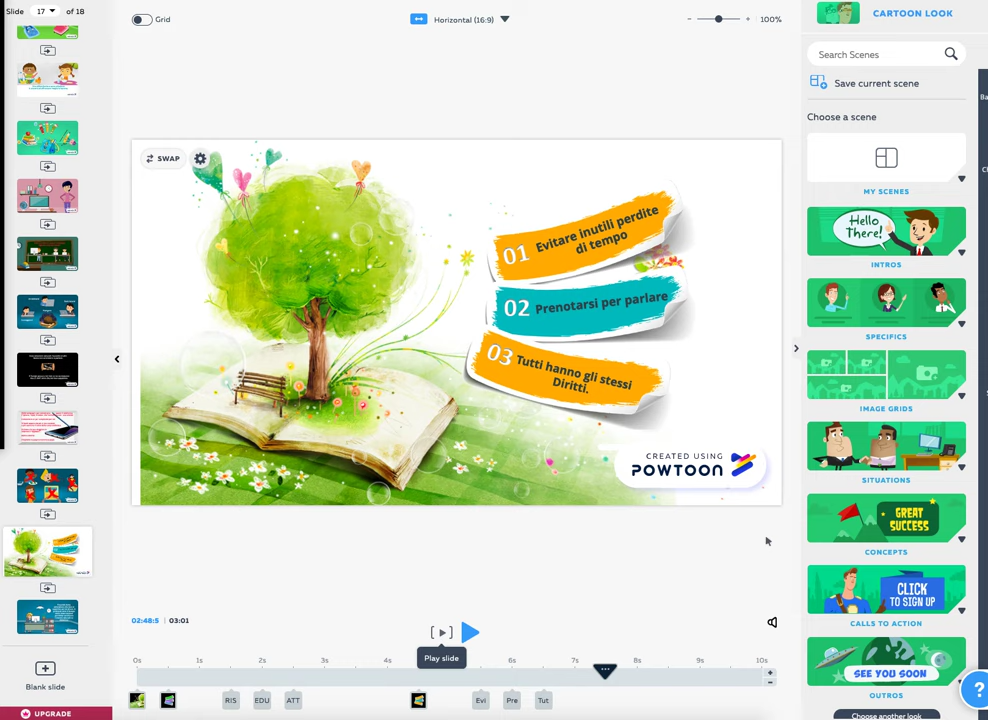 Slide 17 of 18
Grid
Horizontal (16:9)
100%
CARTOON LOOK
Search Scenes
Save current scene
Choose a scene
MY SCENES
Hello
There!
INTROS
SPECIFICS
IMAGE GRIDS
SITUATIONS
GREAT
SUCCESS
CONCEPTS
CLICK
TO SIGN UP
CALLS TO ACTION
SEE YOU SOON
OUTROS
Choose another look
SWAP
01 Evitare inutili perdite
di tempo
02 Prenotarsi per parlare
03 Tutti hanno gli stessi
Diritti.
CREATED USING
POWTOON
02:48:5 | 03:01
Play slide
0s 1s 2s 3s 4s 6s 7s 8s 9s 10s
RIS EDU ATT Evi Pre Tut
Blank slide
UPGRADE
?